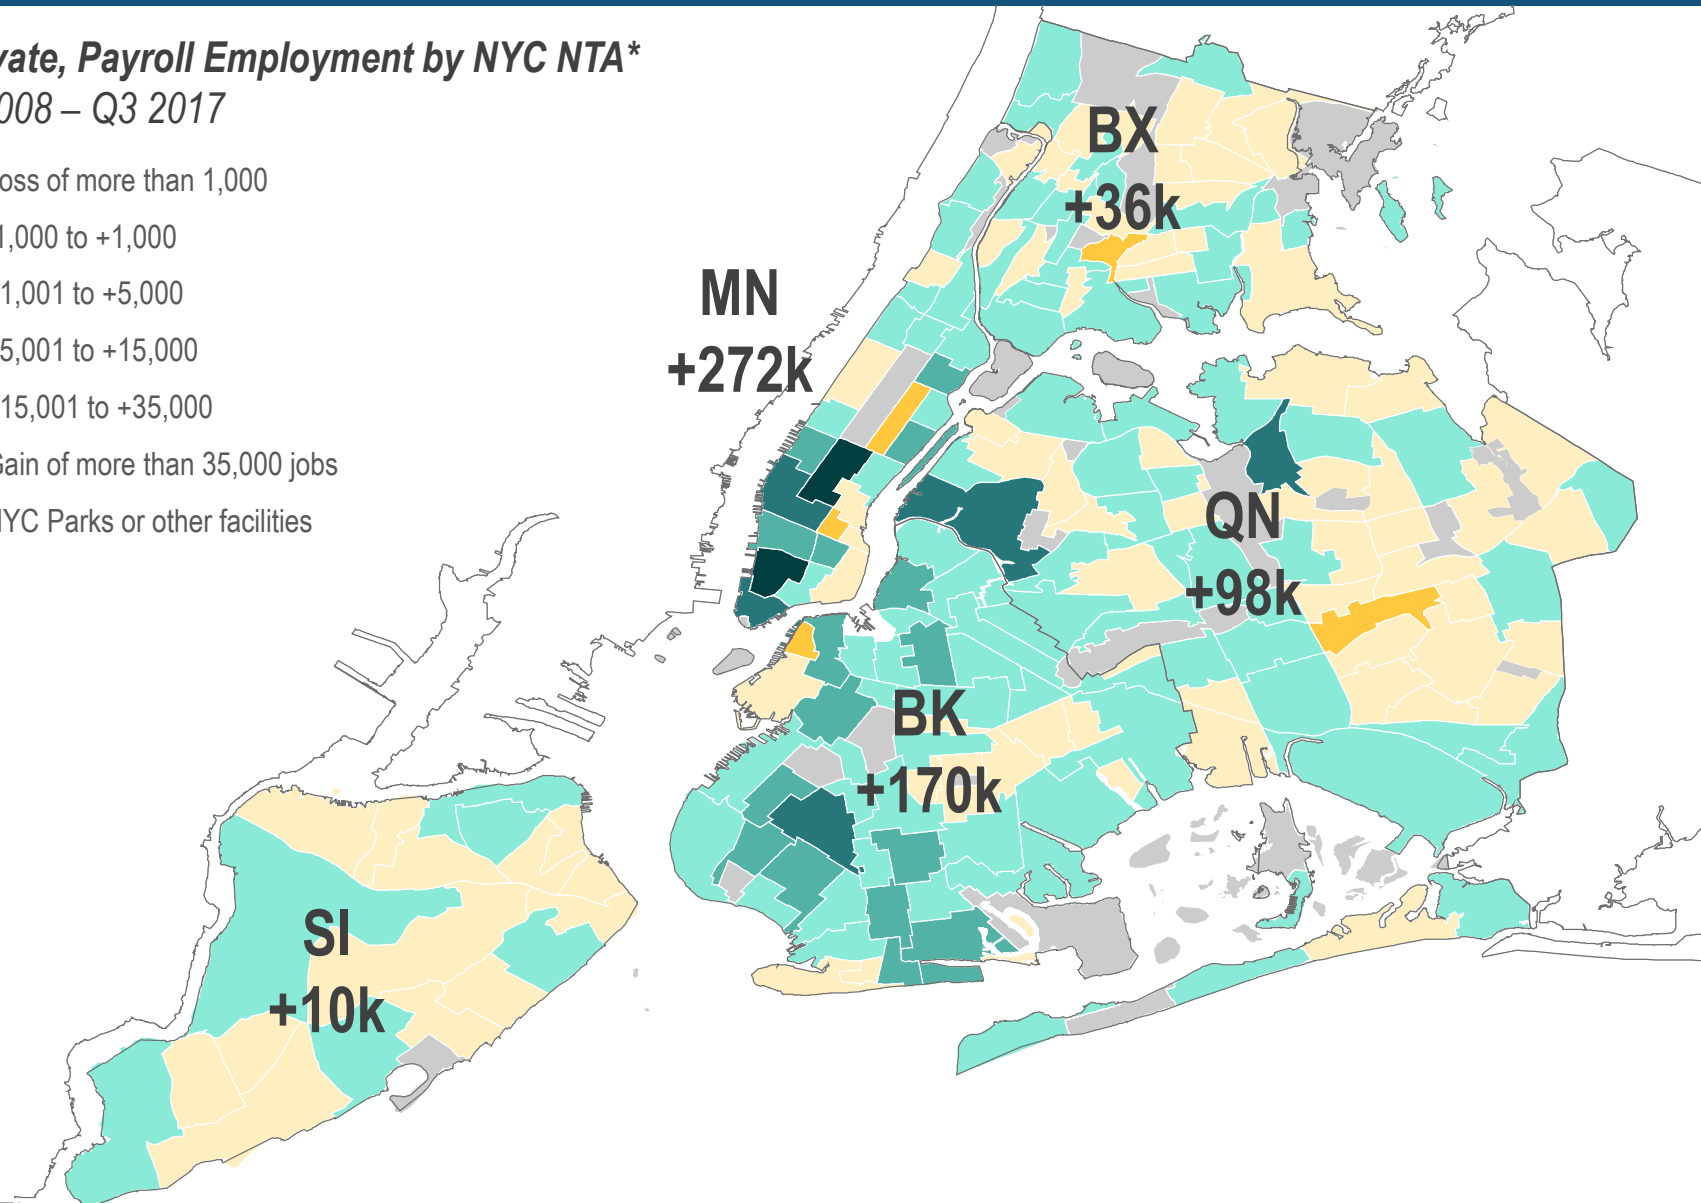 vate, Payroll Employment by NYC NTA*
008 – Q3 2017
oss of more than 1,000
1,000 to +1,000
1,001 to +5,000
5,001 to +15,000
15,001 to +35,000
Gain of more than 35,000 jobs
NYC Parks or other facilities
BX
+36k
MN
+272k
QN
+98k
BK
+170k
SI
+10k